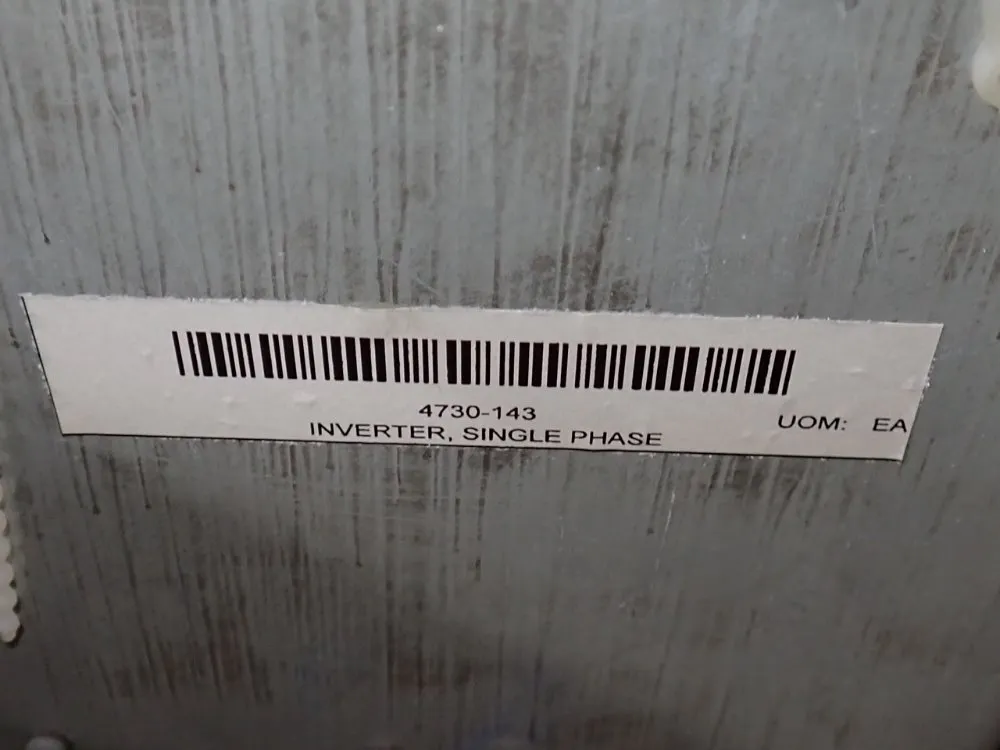 4730-143
INVERTER, SINGLE PHASE
UOM: EA